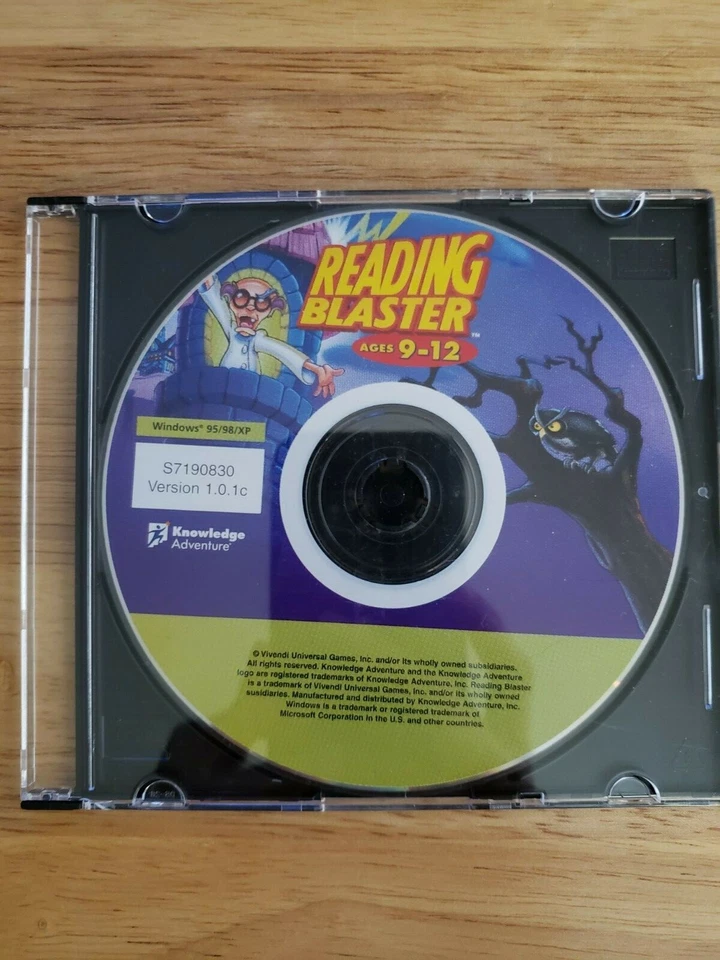 READING
BLASTER™
AGES 9-12
Windows® 95/98/XP
S7190830
Version 1.0.1c
Knowledge
Adventure®
© Vivendi Universal Games, Inc. and/or its wholly owned subsidiaries.
All rights reserved. Knowledge Adventure and the Knowledge Adventure
logo are registered trademarks of Knowledge Adventure, Inc. Reading Blaster
is a trademark of Vivendi Universal Games, Inc. and/or its wholly owned
susidiaries. Manufactured and distributed by Knowledge Adventure, Inc.
Windows is a trademark or registered trademark of
Microsoft Corporation in the U.S. and other countries.